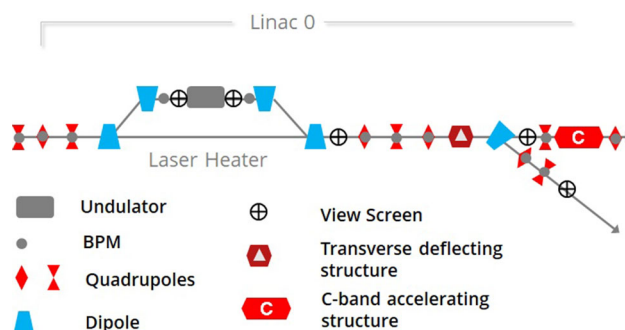 Linac 0
C
Laser Heater
Undulator
View Screen
BPM
Transverse deflecting
structure
Quadrupoles
C
C-band accelerating
structure
Dipole